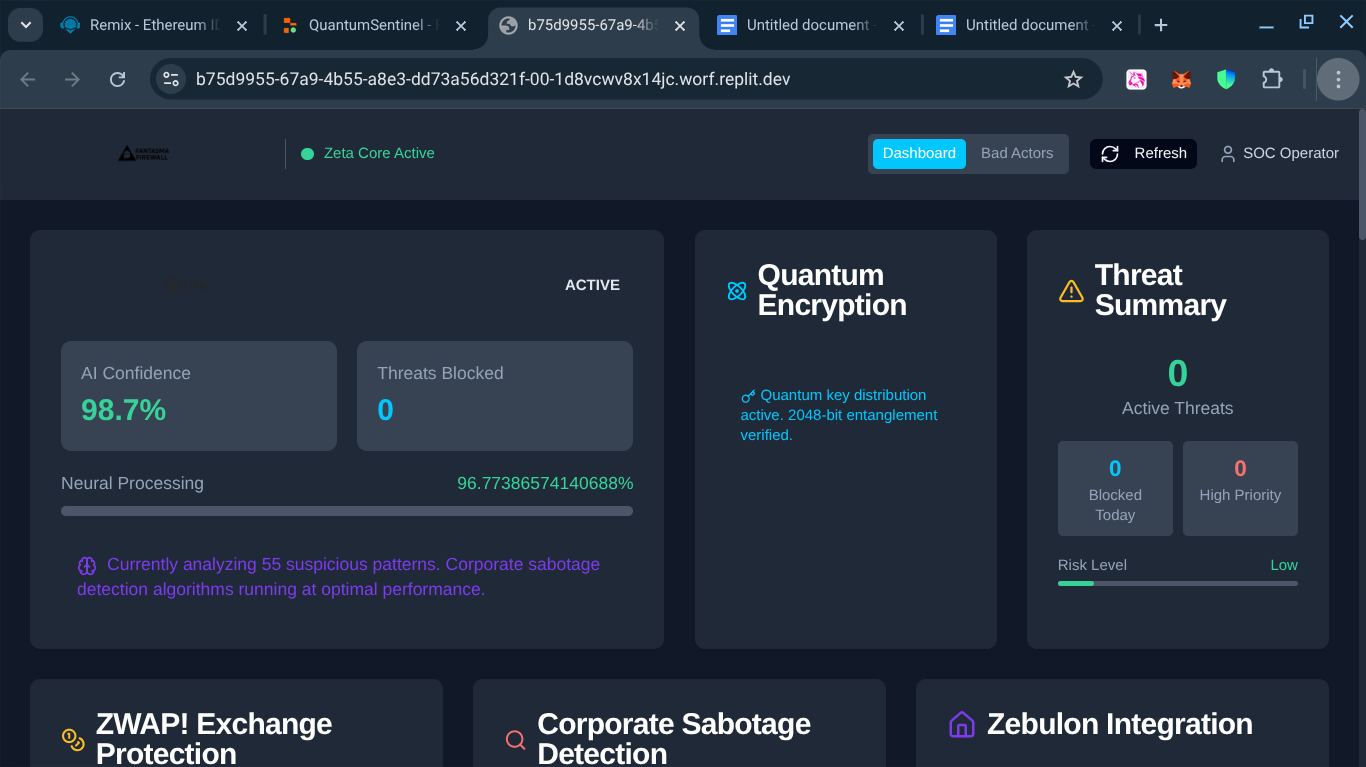 Remix - Ethereum ID
QuantumSentinel -
b75d9955-67a9-4b5
Untitled document
Untitled document
b75d9955-67a9-4b55-a8e3-dd73a56d321f-00-1d8vcwv8x14jc.worf.replit.dev
FANTASMA
FIREWALL
Zeta Core Active
Dashboard
Bad Actors
Refresh
SOC Operator
ACTIVE
AI Confidence
98.7%
Threats Blocked
0
Neural Processing
96.77386574140688%
Currently analyzing 55 suspicious patterns. Corporate sabotage
detection algorithms running at optimal performance.
Quantum
Encryption
Quantum key distribution
active. 2048-bit entanglement
verified.
Threat
Summary
0
Active Threats
0
Blocked
Today
0
High Priority
Risk Level
Low
ZWAP! Exchange
Protection
Corporate Sabotage
Detection
Zebulon Integration